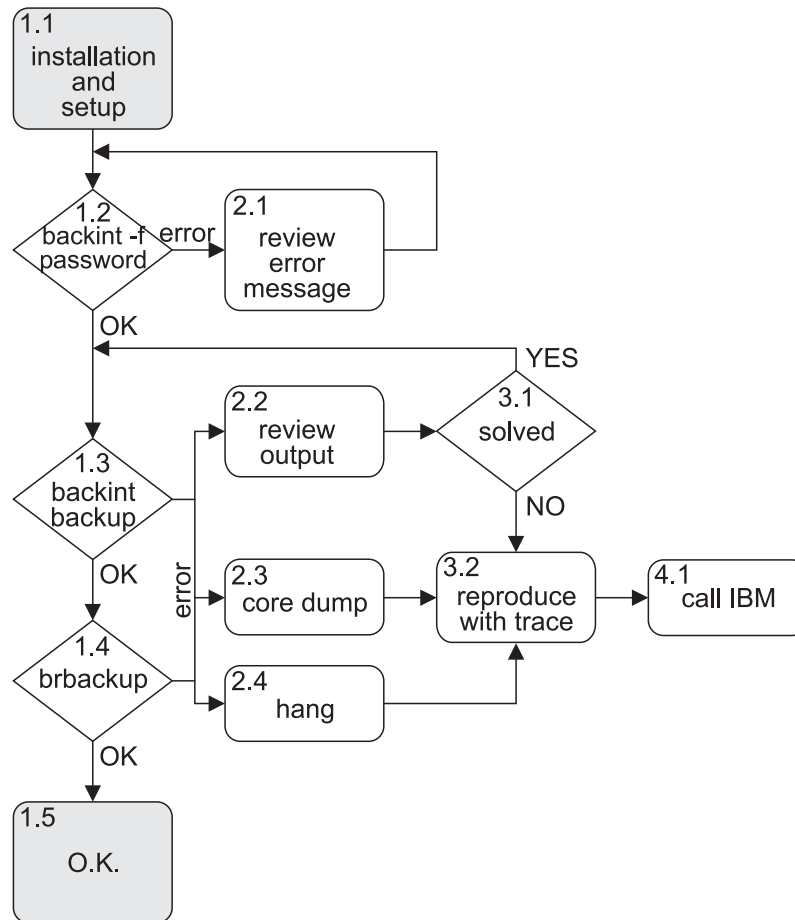 1.1
installation
and
setup
1.2
backint -f
password
error
2.1
review
error
message
OK
YES
3.1
solved
2.2
review
output
NO
1.3
backint
backup
OK
error
2.3
core dump
3.2
reproduce
with trace
4.1
call IBM
1.4
brbackup
2.4
hang
OK
1.5
O.K.